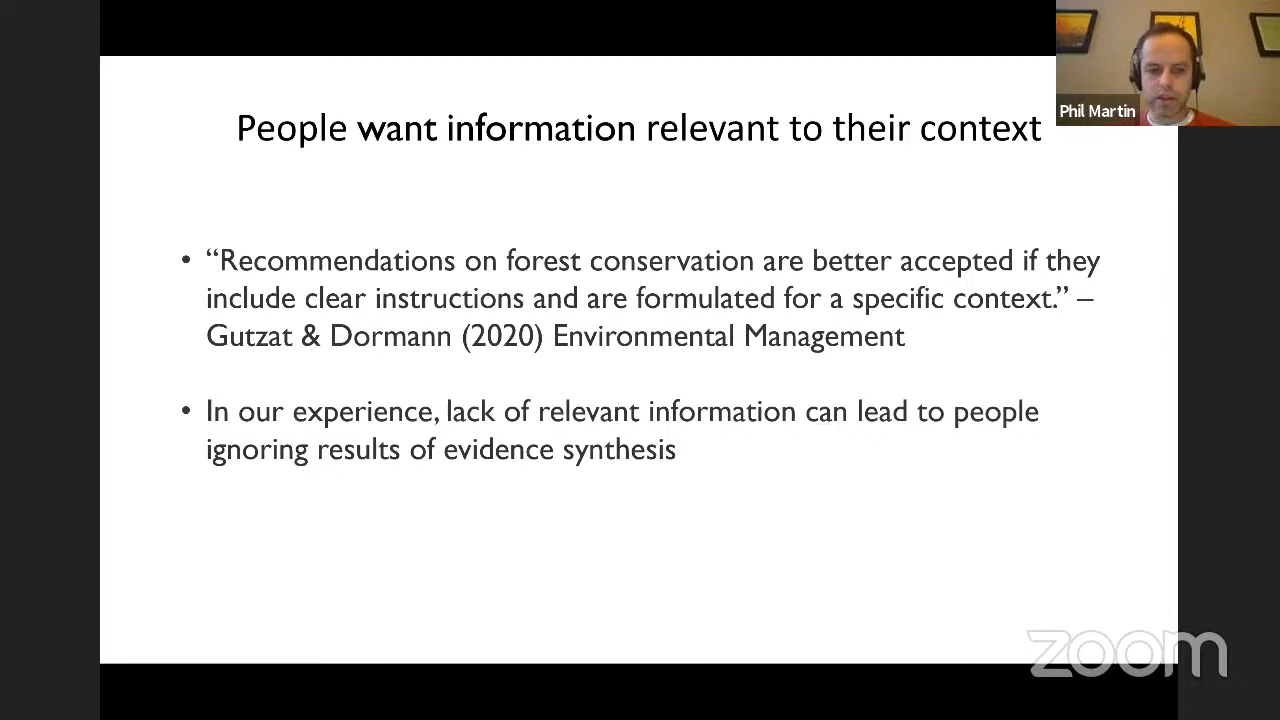 People want information relevant to their context
Phil Martin
• “Recommendations on forest conservation are better accepted if they
include clear instructions and are formulated for a specific context.” –
Gutzat & Dormann (2020) Environmental Management
• In our experience, lack of relevant information can lead to people
ignoring results of evidence synthesis
zoom